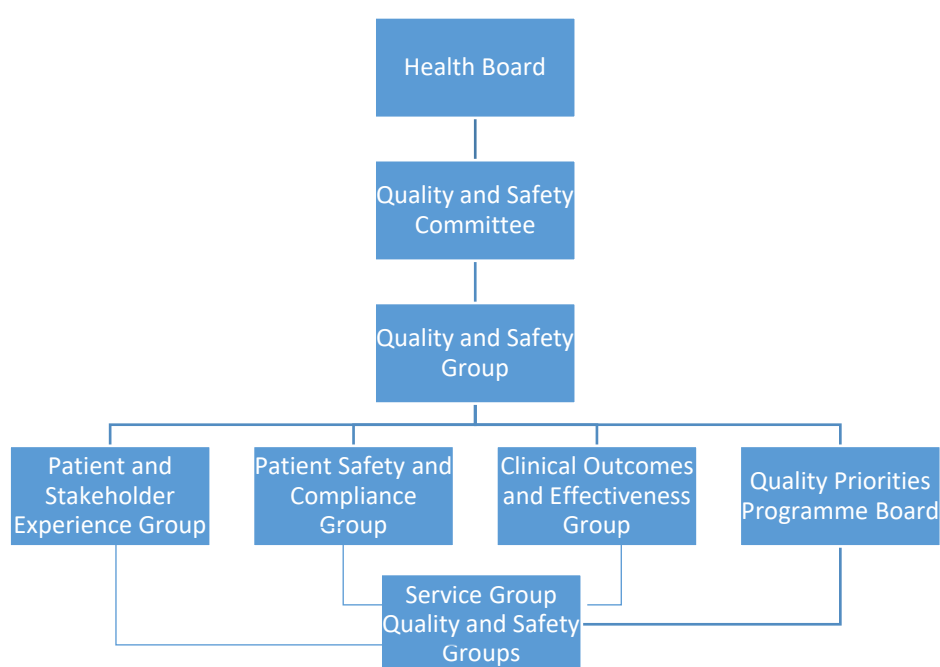 Health Board
Quality and Safety
Committee
Quality and Safety
Group
Patient and
Stakeholder
Experience Group
Patient Safety and
Compliance
Group
Clinical Outcomes
and Effectiveness
Group
Quality Priorities
Programme Board
Service Group
Quality and Safety
Groups